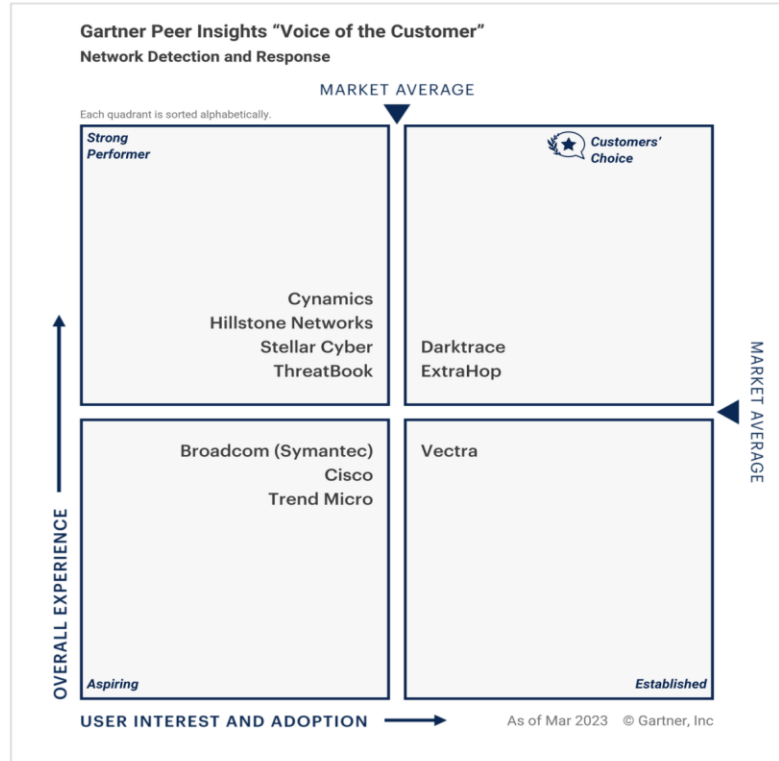 Gartner Peer Insights “Voice of the Customer”
Network Detection and Response
MARKET AVERAGE
Each quadrant is sorted alphabetically.
Strong
Performer
Customers’
Choice
Cynamics
Hillstone Networks
Stellar Cyber
ThreatBook
Darktrace
ExtraHop
MARKET AVERAGE
Broadcom (Symantec)
Cisco
Trend Micro
Vectra
OVERALL EXPERIENCE
Aspiring
Established
USER INTEREST AND ADOPTION
As of Mar 2023 © Gartner, Inc